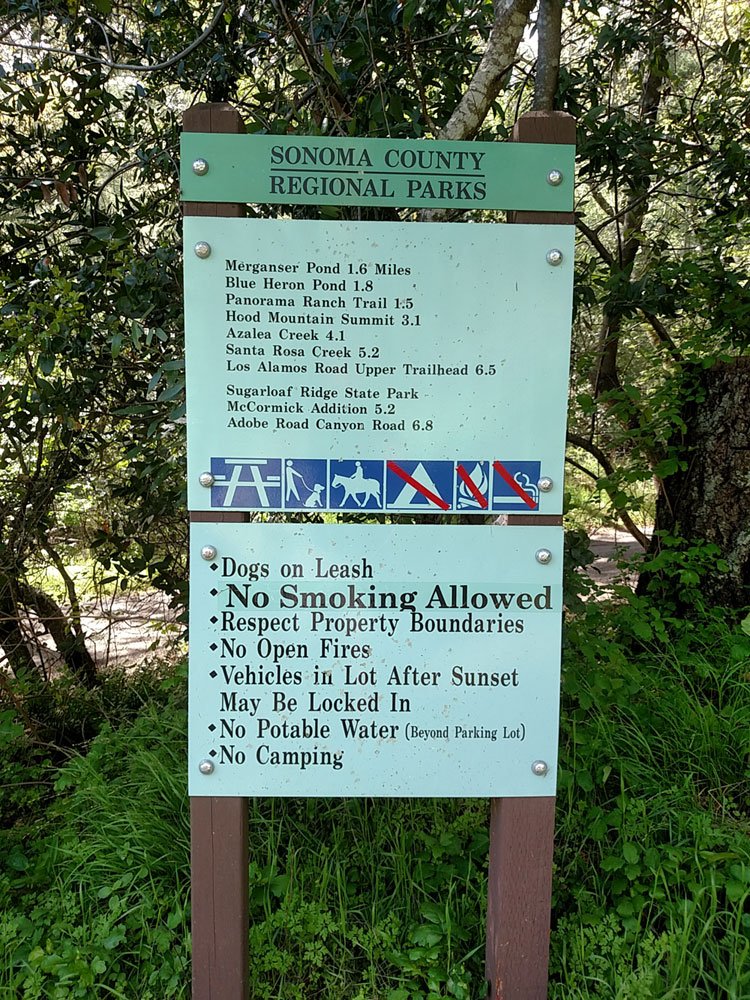 SONOMA COUNTY
REGIONAL PARKS
Merganser Pond 1.6 Miles
Blue Heron Pond 1.8
Panorama Ranch Trail 1.5
Hood Mountain Summit 3.1
Azalea Creek 4.1
Santa Rosa Creek 5.2
Los Alamos Road Upper Trailhead 6.5
Sugarloaf Ridge State Park
McCormick Addition 5.2
Adobe Road Canyon Road 6.8
◆Dogs on Leash
◆No Smoking Allowed
◆Respect Property Boundaries
◆No Open Fires
◆Vehicles in Lot After Sunset
May Be Locked In
◆No Potable Water (Beyond Parking Lot)
◆No Camping